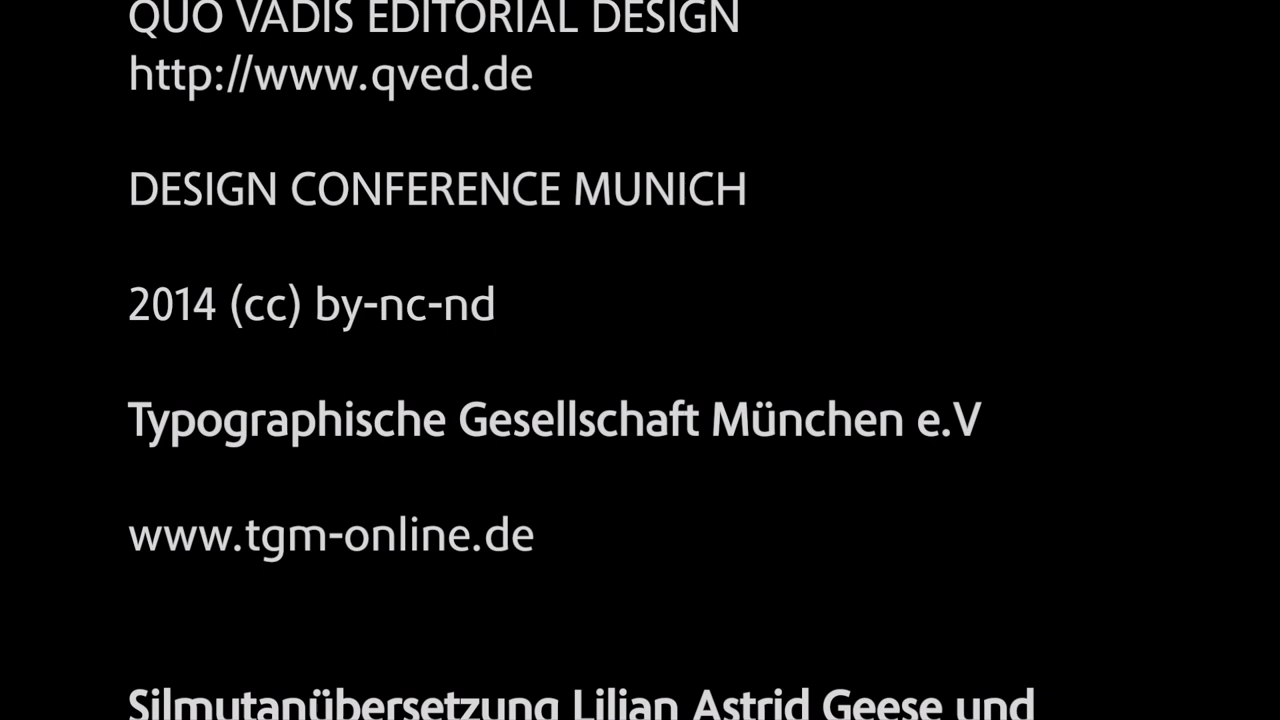 QUO VADIS EDITORIAL DESIGN
http://www.qved.de
DESIGN CONFERENCE MUNICH
2014 (cc) by-nc-nd
Typographische Gesellschaft München e.V
www.tgm-online.de
Silmutanübersetzung Lilian Astrid Geese und